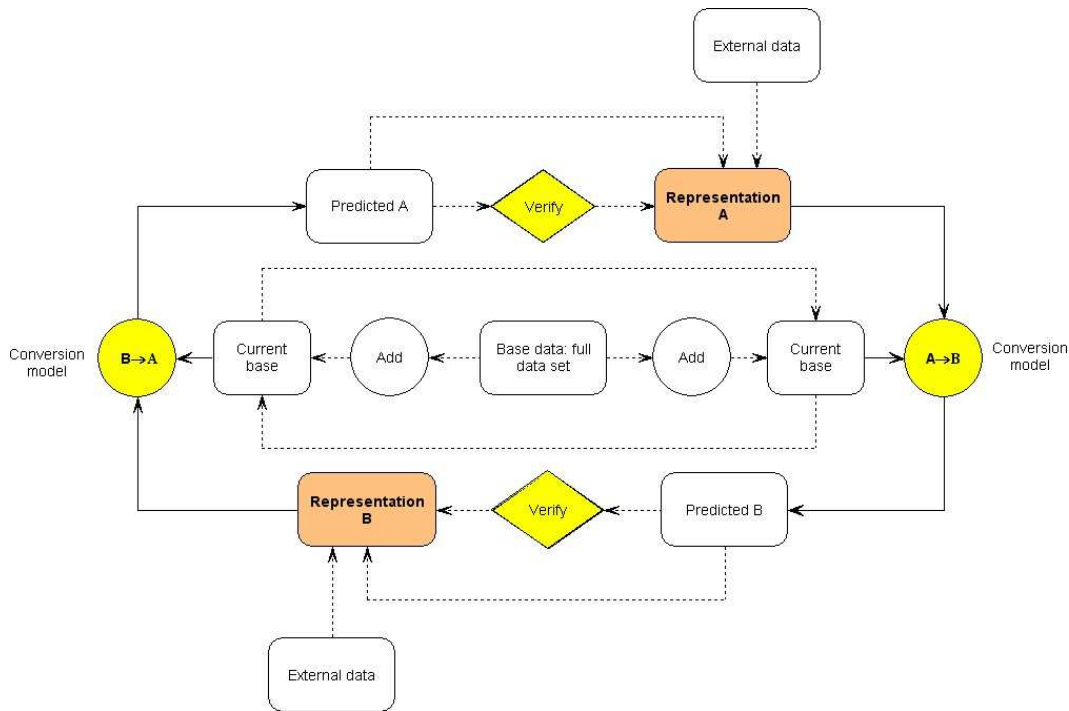 External data
Predicted A
Verify
Representation
A
Conversion
model
B→A
Current
base
Add
Base data: full
data set
Add
Current
base
A→B
Conversion
model
Representation
B
Verify
Predicted B
External data